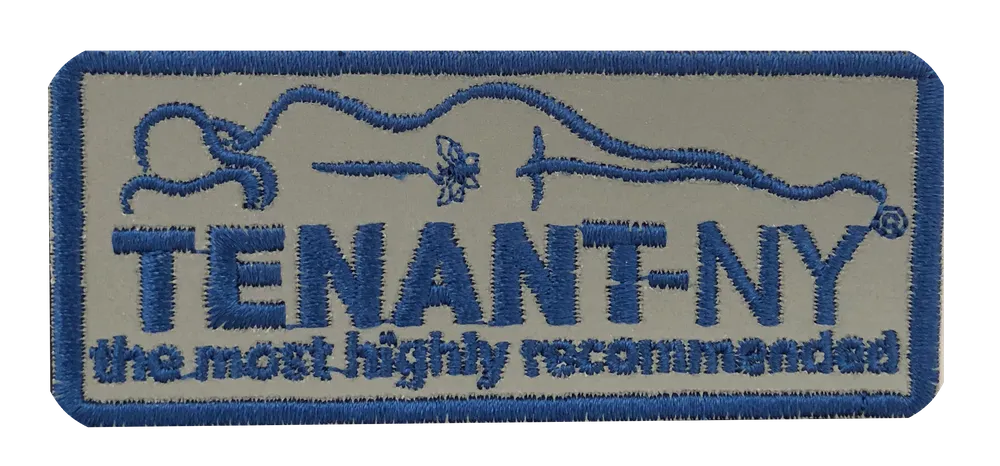 TENANT-NY®
the most highly recommended